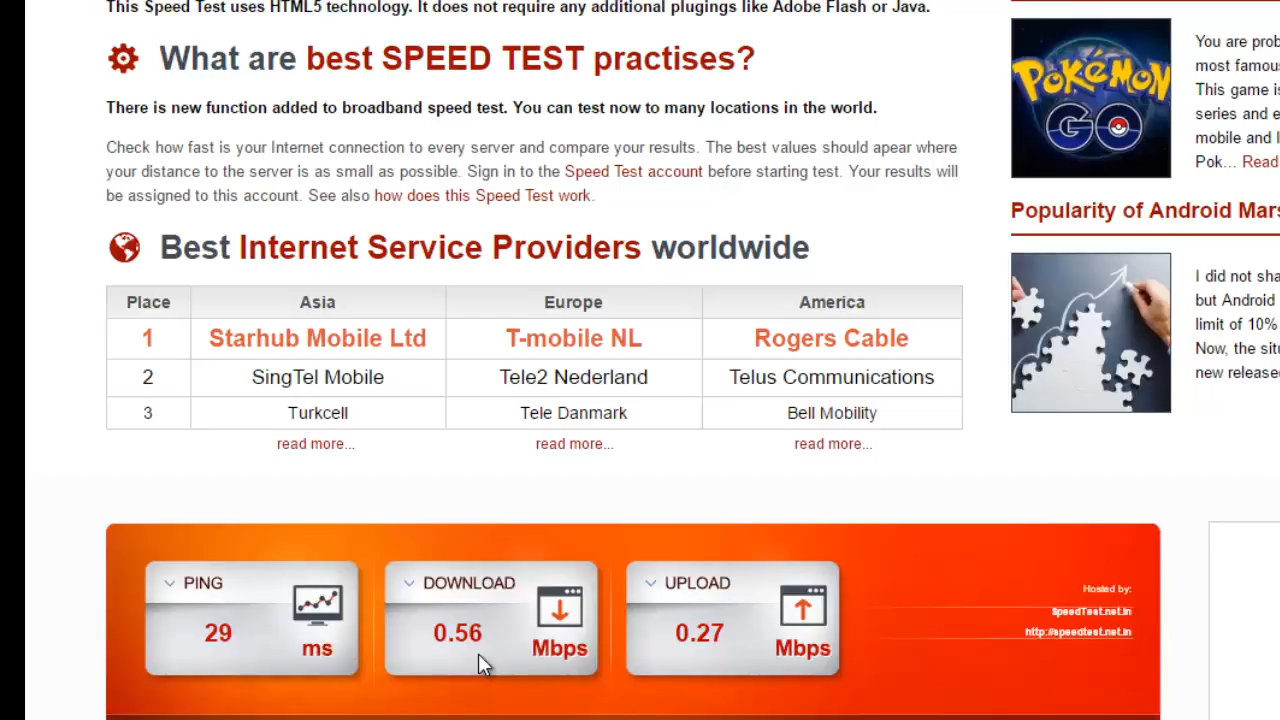 This Speed Test uses HTML5 technology. It does not require any additional plugings like Adobe Flash or Java.
What are best SPEED TEST practises?
There is new function added to broadband speed test. You can test now to many locations in the world.
Check how fast is your Internet connection to every server and compare your results. The best values should apear where
your distance to the server is as small as possible. Sign in to the Speed Test account before starting test. Your results will
be assigned to this account. See also how does this Speed Test work.
Best Internet Service Providers worldwide
Place Asia Europe America
1 Starhub Mobile Ltd T-mobile NL Rogers Cable
2 SingTel Mobile Tele2 Nederland Telus Communications
3 Turkcell Tele Danmark Bell Mobility
read more... read more... read more...
PING
29
ms
DOWNLOAD
0.56
Mbps
UPLOAD
0.27
Mbps
Hosted by:
SpeedTest.net.in
http://speedtest.net.in
POKÉMON
GO
You are prob
most famous
This game is
series and e
mobile and
Pok... Read
Popularity of Android Mars
I did not sha
but Android
limit of 10%
Now, the situ
new released